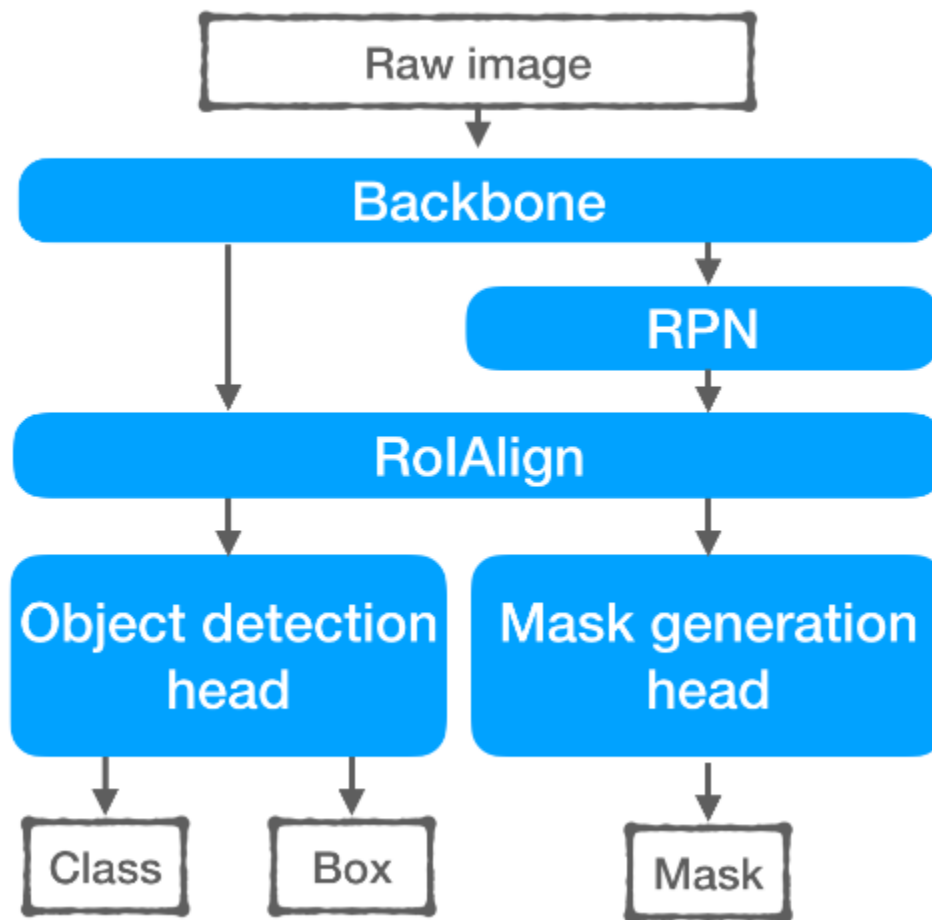 Raw image
Backbone
RPN
RoIAlign
Object detection
head
Mask generation
head
Class
Box
Mask